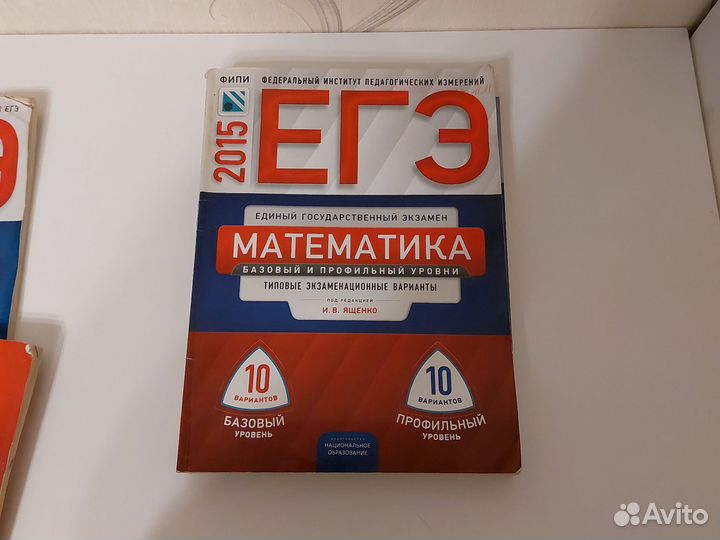 ФИПИ
ФЕДЕРАЛЬНЫЙ ИНСТИТУТ ПЕДАГОГИЧЕСКИХ ИЗМЕРЕНИЙ
2015
ЕГЭ
ЕДИНЫЙ ГОСУДАРСТВЕННЫЙ ЭКЗАМЕН
МАТЕМАТИКА
БАЗОВЫЙ И ПРОФИЛЬНЫЙ УРОВНИ
ТИПОВЫЕ ЭКЗАМЕНАЦИОННЫЕ ВАРИАНТЫ
ПОД РЕДАКЦИЕЙ
И. В. ЯЩЕНКО
10
ВАРИАНТОВ
БАЗОВЫЙ
УРОВЕНЬ
10
ВАРИАНТОВ
ПРОФИЛЬНЫЙ
УРОВЕНЬ
ИЗДАТЕЛЬСТВО
НАЦИОНАЛЬНОЕ
ОБРАЗОВАНИЕ
ЕГЭ
Э
Avito